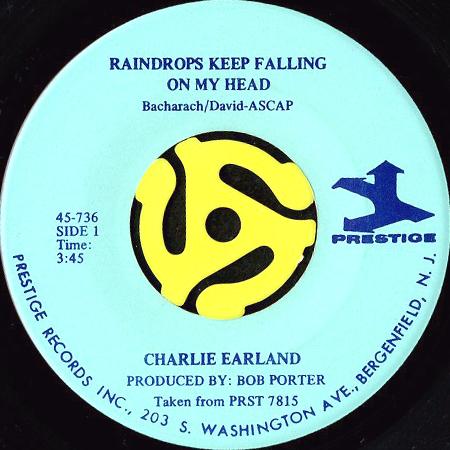 RAINDROPS KEEP FALLING
ON MY HEAD
Bacharach/David-ASCAP
45-736
SIDE 1
Time:
3:45
PRESTIGE
CHARLIE EARLAND
PRODUCED BY: BOB PORTER
Taken from PRST 7815
PRESTIGE RECORDS INC., 203 S. WASHINGTON AVE., BERGENFIELD, N. J.